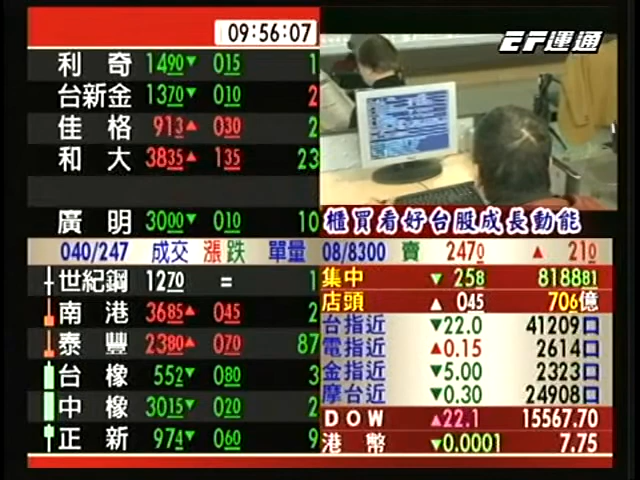 09:56:07
EF運通
利奇 1490▼ 015 1
台新金 1370▼ 010 2
佳格 913▲ 030 2
和大 3835▲ 135 23
廣明 3000▼ 010 10
櫃買看好台股成長動能
040/247 成交 漲跌 單量
08/8300 賣 2470 ▲ 210
世紀鋼 1270 = 1
南港 3685▲ 045 2
泰豐 2380▲ 070 87
台橡 552▼ 080 3
中橡 3015▼ 020 2
正新 974▼ 060 9
集中 ▼ 258 818881
店頭 ▲ 045 706億
台指近 ▼22.0 41209口
電指近 ▲0.15 2614口
金指近 ▼5.00 2323口
摩台近 ▼0.30 24908口
DOW ▲22.1 15567.70
港幣 ▼0.0001 7.75